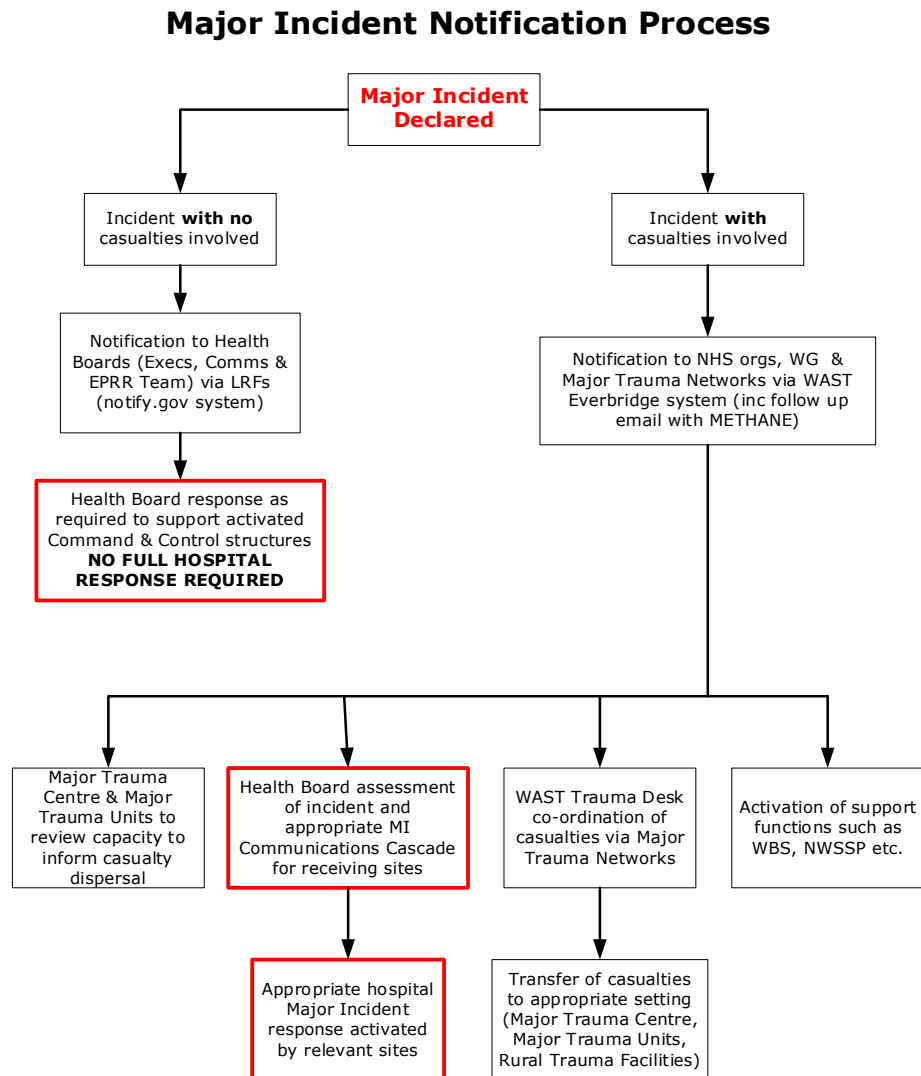 Major Incident Notification Process
Major Incident
Declared
Incident with no
casualties involved
Incident with
casualties involved
Notification to Health
Boards (Execs, Comms &
EPRR Team) via LRFs
(notify.gov system)
Notification to NHS orgs, WG &
Major Trauma Networks via WAST
Everbridge system (inc follow up
email with METHANE)
Health Board response as
required to support activated
Command & Control structures
NO FULL HOSPITAL
RESPONSE REQUIRED
Major Trauma
Centre & Major
Trauma Units to
review capacity to
inform casualty
dispersal
Health Board assessment
of incident and
appropriate MI
Communications Cascade
for receiving sites
WAST Trauma Desk
co-ordination of
casualties via Major
Trauma Networks
Activation of support
functions such as
WBS, NWSSP etc.
Appropriate hospital
Major Incident
response activated
by relevant sites
Transfer of casualties
to appropriate setting
(Major Trauma Centre,
Major Trauma Units,
Rural Trauma Facilities)